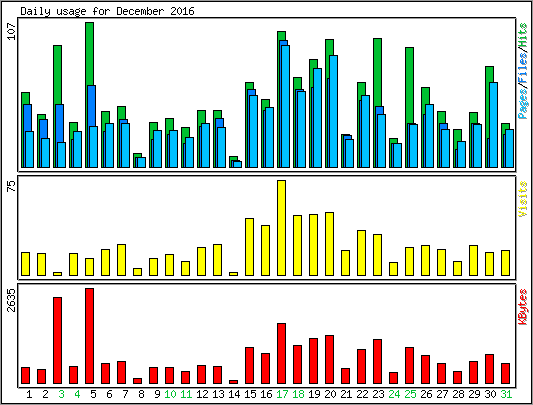 Daily usage for December 2016
107
Pages/Files/Hits
75
Visits
2635
KBytes
1 2 3 4 5 6 7 8 9 10 11 12 13 14 15 16 17 18 19 20 21 22 23 24 25 26 27 28 29 30 31